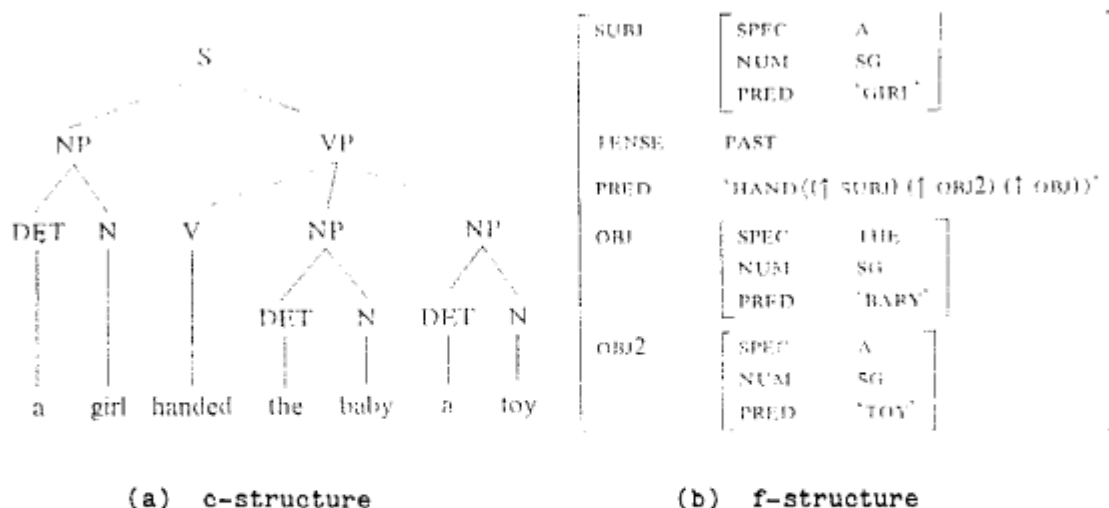 S
NP VP
DET N V NP NP
DET N DET N
a girl handed the baby a toy
(a) c-structure
SUBJ SPEC A
NUM SG
PRED 'GIRL'
TENSE PAST
PRED 'HAND⟨(↑ SUBJ) (↑ OBJ2) (↑ OBJ)⟩'
OBJ SPEC THE
NUM SG
PRED 'BABY'
OBJ2 SPEC A
NUM SG
PRED 'TOY'
(b) f-structure